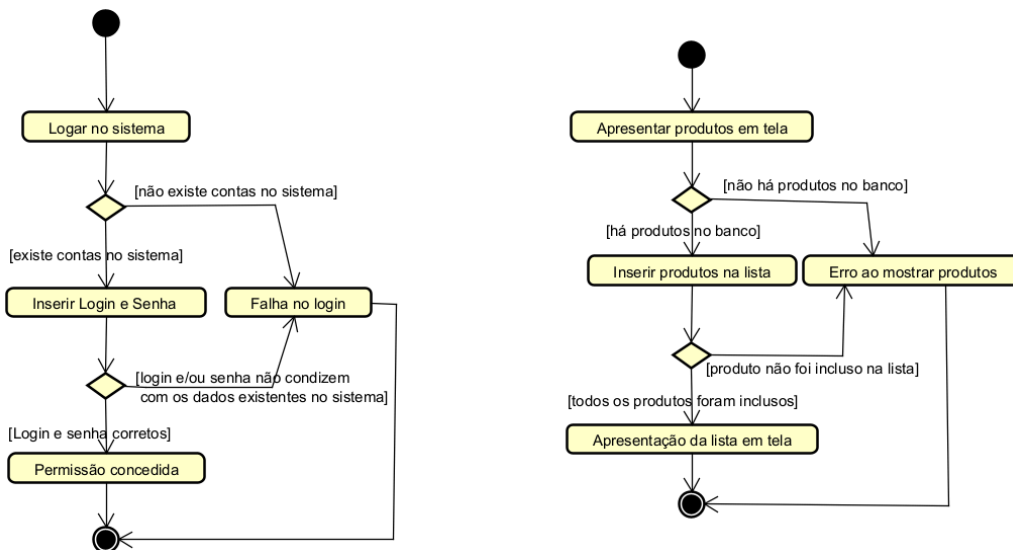 Logar no sistema
[não existe contas no sistema]
[existe contas no sistema]
Inserir Login e Senha
Falha no login
[login e/ou senha não condizem
com os dados existentes no sistema]
[Login e senha corretos]
Permissão concedida
Apresentar produtos em tela
[não há produtos no banco]
[há produtos no banco]
Inserir produtos na lista
Erro ao mostrar produtos
[produto não foi incluso na lista]
[todos os produtos foram inclusos]
Apresentação da lista em tela